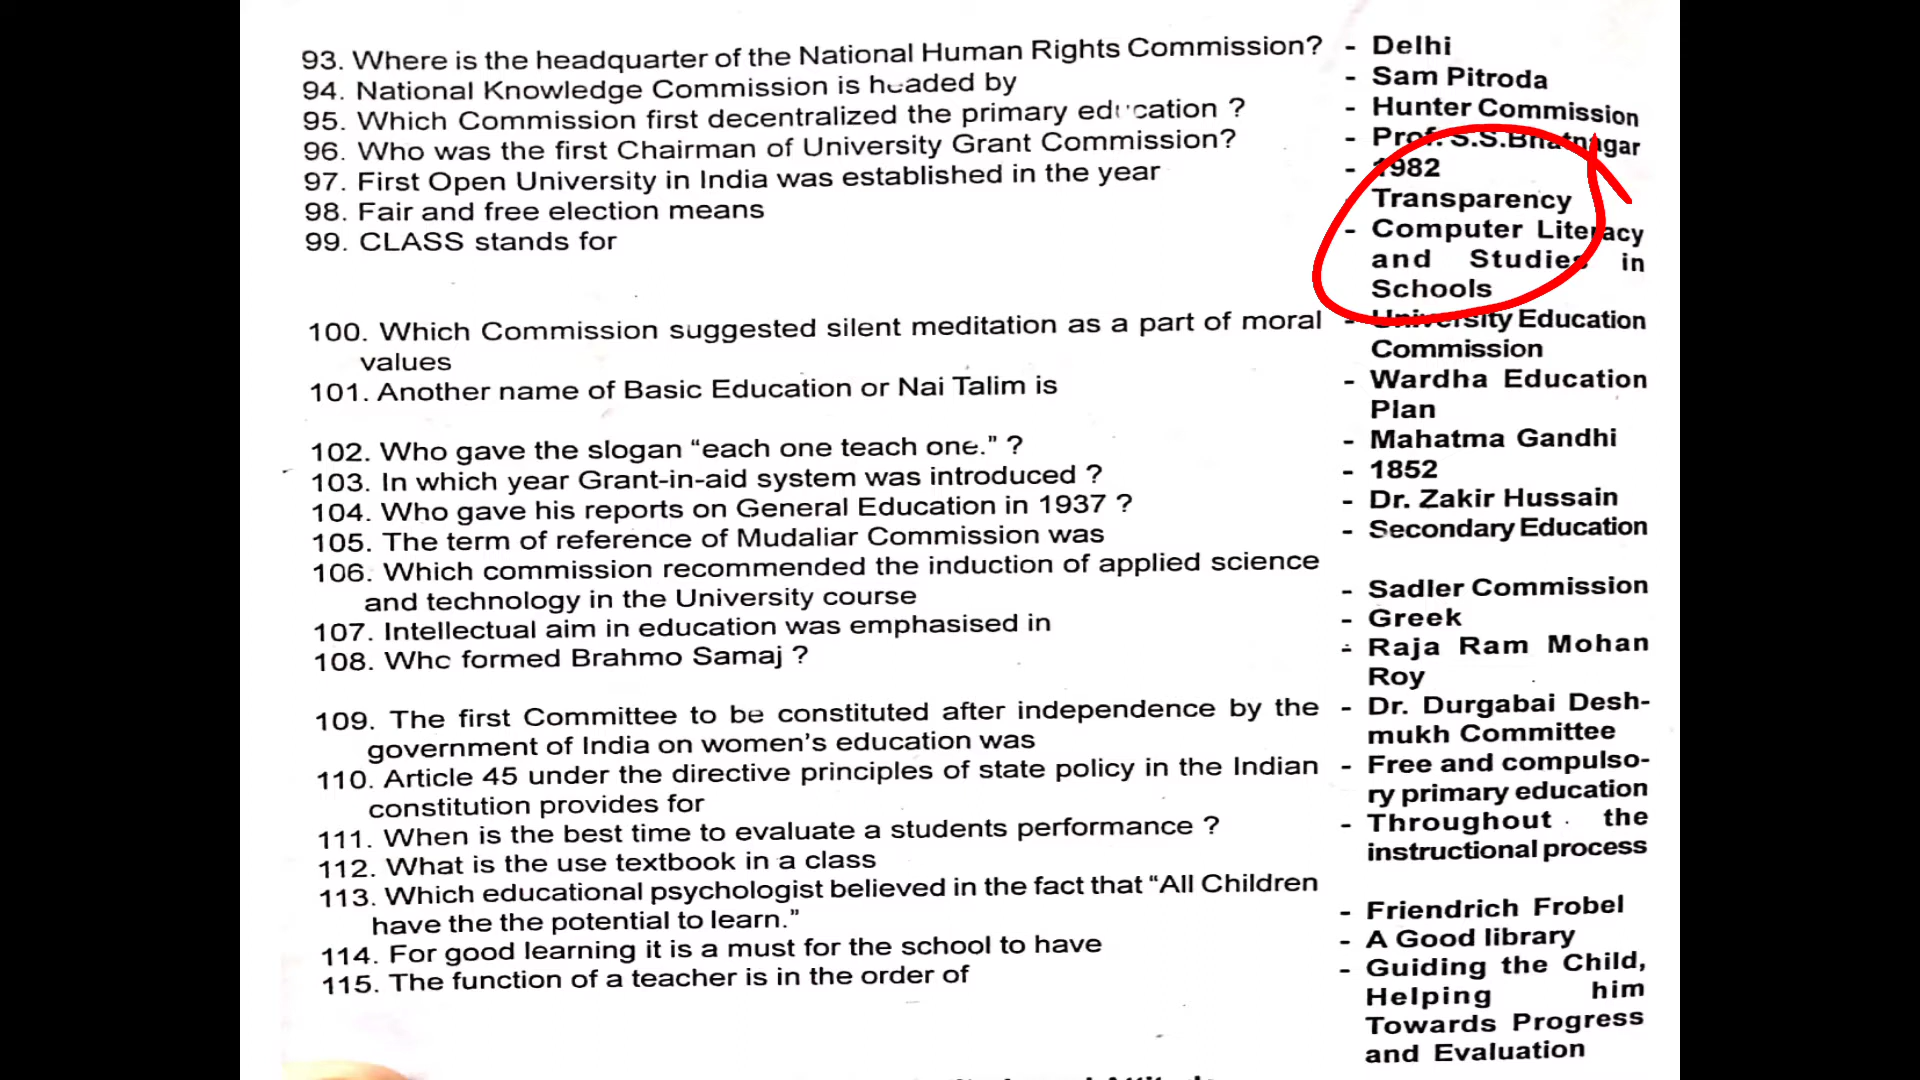 93. Where is the headquarter of the National Human Rights Commission? - Delhi
94. National Knowledge Commission is headed by - Sam Pitroda
95. Which Commission first decentralized the primary education ? - Hunter Commission
96. Who was the first Chairman of University Grant Commission? - Prof. S.S.Bhatnagar
97. First Open University in India was established in the year - 1982
98. Fair and free election means Transparency
99. CLASS stands for - Computer Literacy
and Studies in
Schools
100. Which Commission suggested silent meditation as a part of moral - University Education
values Commission
101. Another name of Basic Education or Nai Talim is - Wardha Education
Plan
102. Who gave the slogan “each one teach one.” ? - Mahatma Gandhi
103. In which year Grant-in-aid system was introduced ? - 1852
104. Who gave his reports on General Education in 1937 ? - Dr. Zakir Hussain
105. The term of reference of Mudaliar Commission was - Secondary Education
106. Which commission recommended the induction of applied science
and technology in the University course - Sadler Commission
107. Intellectual aim in education was emphasised in - Greek
108. Whc formed Brahmo Samaj ? - Raja Ram Mohan
Roy
109. The first Committee to be constituted after independence by the - Dr. Durgabai Desh-
government of India on women’s education was mukh Committee
110. Article 45 under the directive principles of state policy in the Indian - Free and compulso-
constitution provides for ry primary education
111. When is the best time to evaluate a students performance ? - Throughout the
112. What is the use textbook in a class instructional process
113. Which educational psychologist believed in the fact that “All Children
have the the potential to learn.” - Friendrich Frobel
114. For good learning it is a must for the school to have - A Good library
115. The function of a teacher is in the order of - Guiding the Child,
Helping him
Towards Progress
and Evaluation